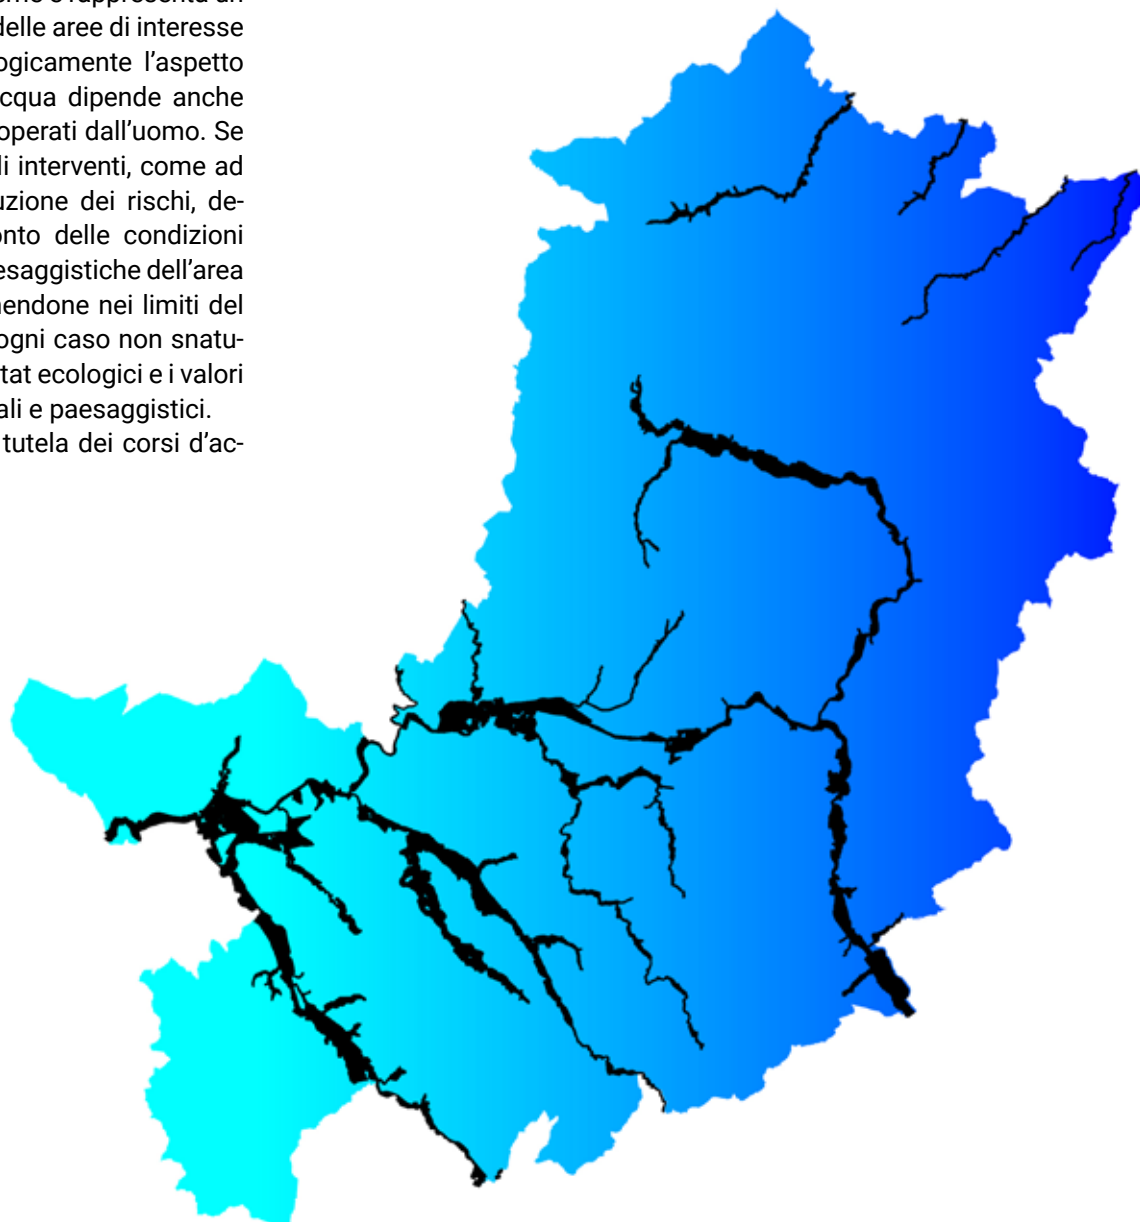 delle aree di interesse
ogicamente l'aspetto
cqua dipende anche
operati dall'uomo. Se
li interventi, come ad
uzione dei rischi, de-
onto delle condizioni
esaggistiche dell'area
endone nei limiti del
ogni caso non snatu-
tat ecologici e i valori
ali e paesaggistici.
tutela dei corsi d'ac-